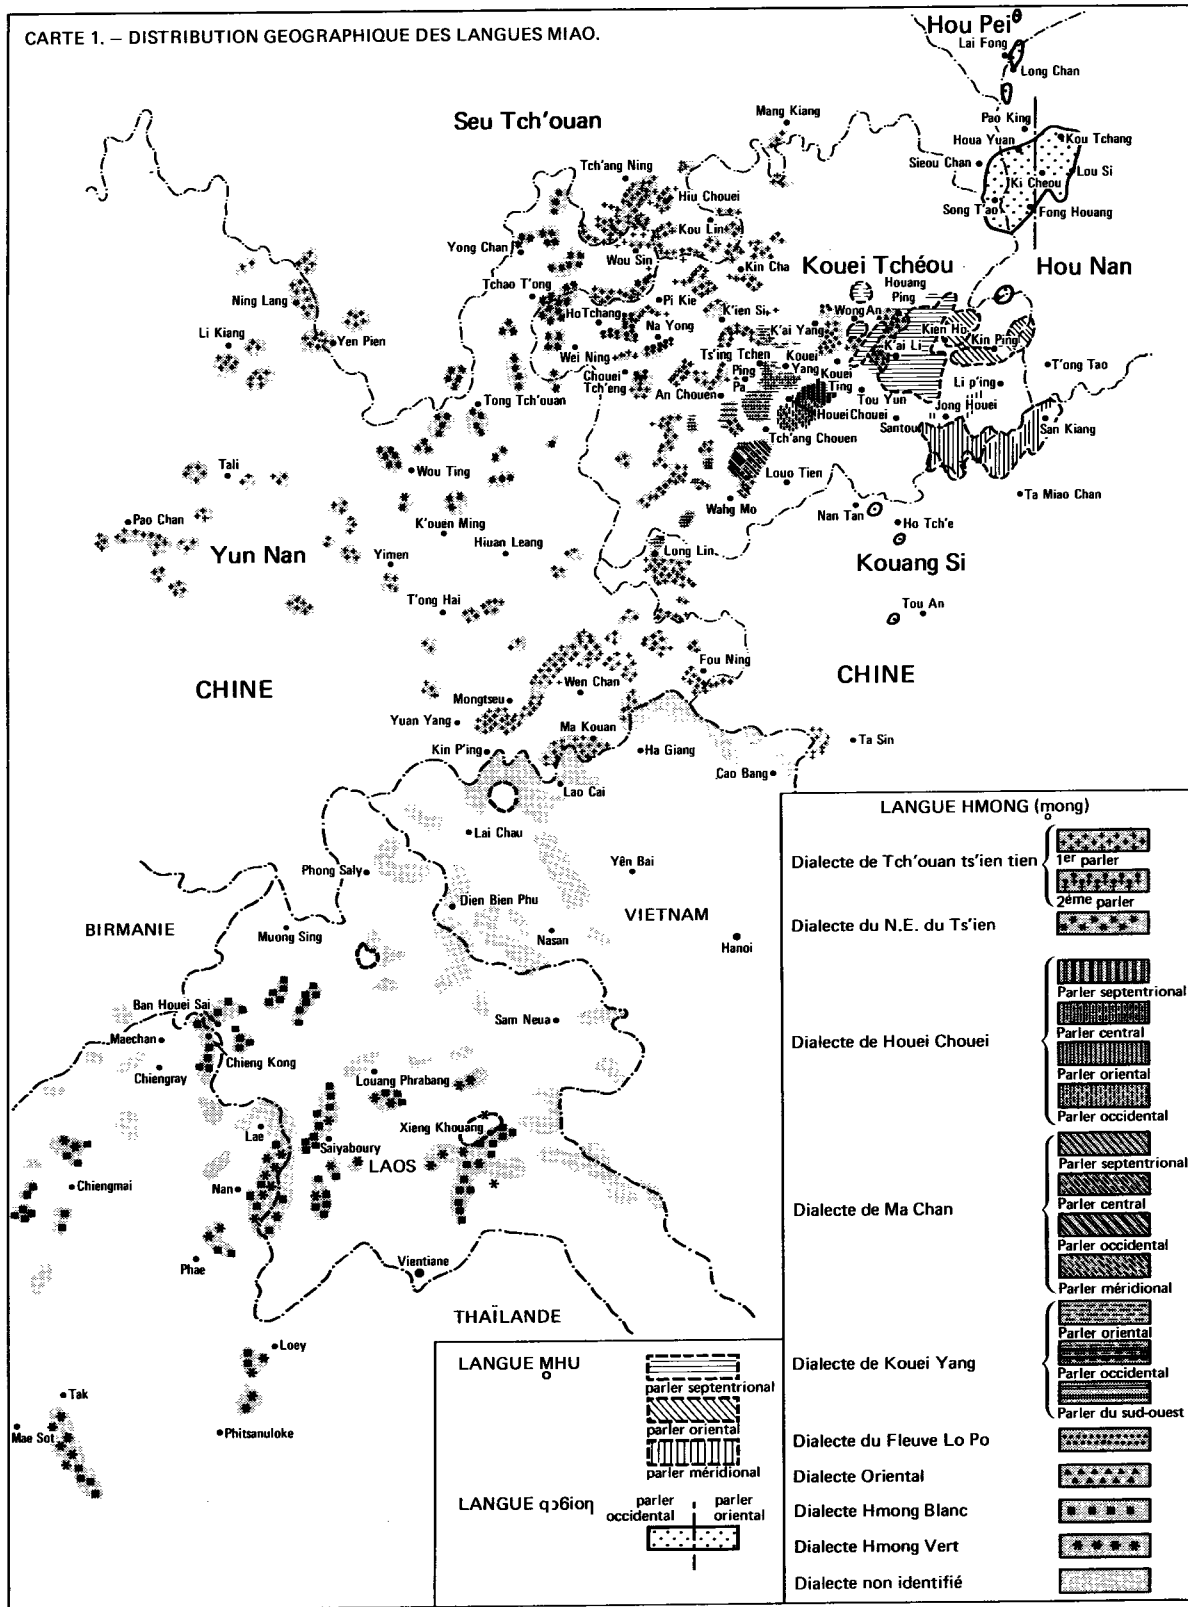 CARTE 1. – DISTRIBUTION GEOGRAPHIQUE DES LANGUES MIAO.
Hou Pei
Lai Fong
Long Chan
Seu Tch'ouan
Mang Kiang
Pao King
Houa Yuan
Kou Tchang
Sieou Chan
Tch'ang Ning
Lou Si
Ki Cheou
Hiu Chouei
Song T'ao
Fong Houang
Kou Lin
Yong Chan
Wou Sin
Kin Cha
Kouei Tchéou
Hou Nan
Houang Ping
Tchao T'ong
Ning Lang
Pi Kie
Ho Tchang
K'ien Si
Wong An
K'ai Yang
Kien Ho
Na Yong
Kin Ping
Li Kiang
Yen Pien
K'ai Li
Wei Ning
Ts'ing Tchen
Kouei Yang
T'ong Tao
Chouei Tch'eng
Ping Pa
Kouei Ting
Li p'ing
An Chouen
Tou Yun
Tong Tch'ouan
Houei Chouei
Jong Houei
Santou
San Kiang
Tch'ang Chouen
Tali
Wou Ting
Louo Tien
Ta Miao Chan
Wahg Mo
Nan Tan
Pao Chan
K'ouen Ming
Ho Tch'e
Yun Nan
Hiuan Leang
Yimen
Long Lin
Kouang Si
T'ong Hai
Tou An
Fou Ning
CHINE
Wen Chan
CHINE
Mongtseu
Yuan Yang
Ma Kouan
Kin P'ing
Ha Giang
Ta Sin
Cao Bang
Lao Cai
Lai Chau
Phong Saly
Yên Bai
Dien Bien Phu
BIRMANIE
VIETNAM
Muong Sing
Nasan
Hanoi
Ban Houei Sai
Sam Neua
Maechan
Chieng Kong
Chiengray
Louang Phrabang
Xieng Khouang
Lae
Saiyaboury
LAOS
Chiengmai
Nan
Phae
Vientiane
THAÏLANDE
Loey
Tak
Mae Sot
Phitsanuloke
LANGUE MHU
parler septentrional
parler oriental
parler méridional
LANGUE qɔɓioŋ
parler occidental
parler oriental
LANGUE HMONG (mong)
Dialecte de Tch'ouan ts'ien tien
1er parler
2éme parler
Dialecte du N.E. du Ts'ien
Dialecte de Houei Chouei
Parler septentrional
Parler central
Parler oriental
Parler occidental
Dialecte de Ma Chan
Parler septentrional
Parler central
Parler occidental
Parler méridional
Dialecte de Kouei Yang
Parler oriental
Parler occidental
Parler du sud-ouest
Dialecte du Fleuve Lo Po
Dialecte Oriental
Dialecte Hmong Blanc
Dialecte Hmong Vert
Dialecte non identifié